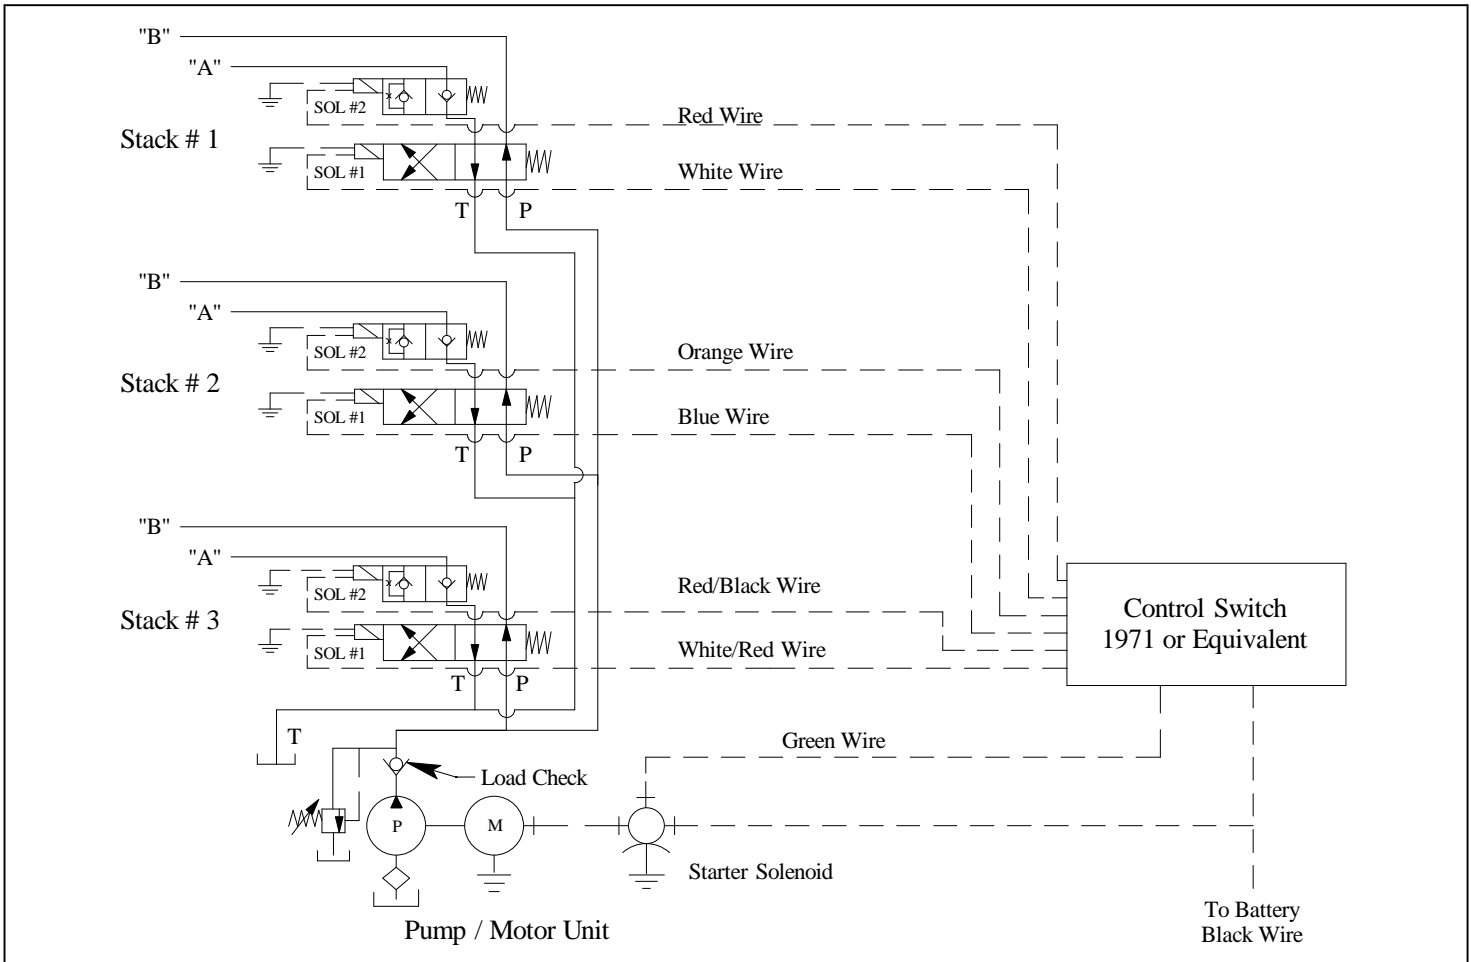 "B"
"A"
SOL #2
Red Wire
Stack # 1
SOL #1
White Wire
T P
"B"
"A"
SOL #2
Orange Wire
Stack # 2
SOL #1
Blue Wire
T P
"B"
"A"
SOL #2
Red/Black Wire
Stack # 3
SOL #1
White/Red Wire
T P
Control Switch
1971 or Equivalent
T
Green Wire
Load Check
P
M
Starter Solenoid
Pump / Motor Unit
To Battery
Black Wire